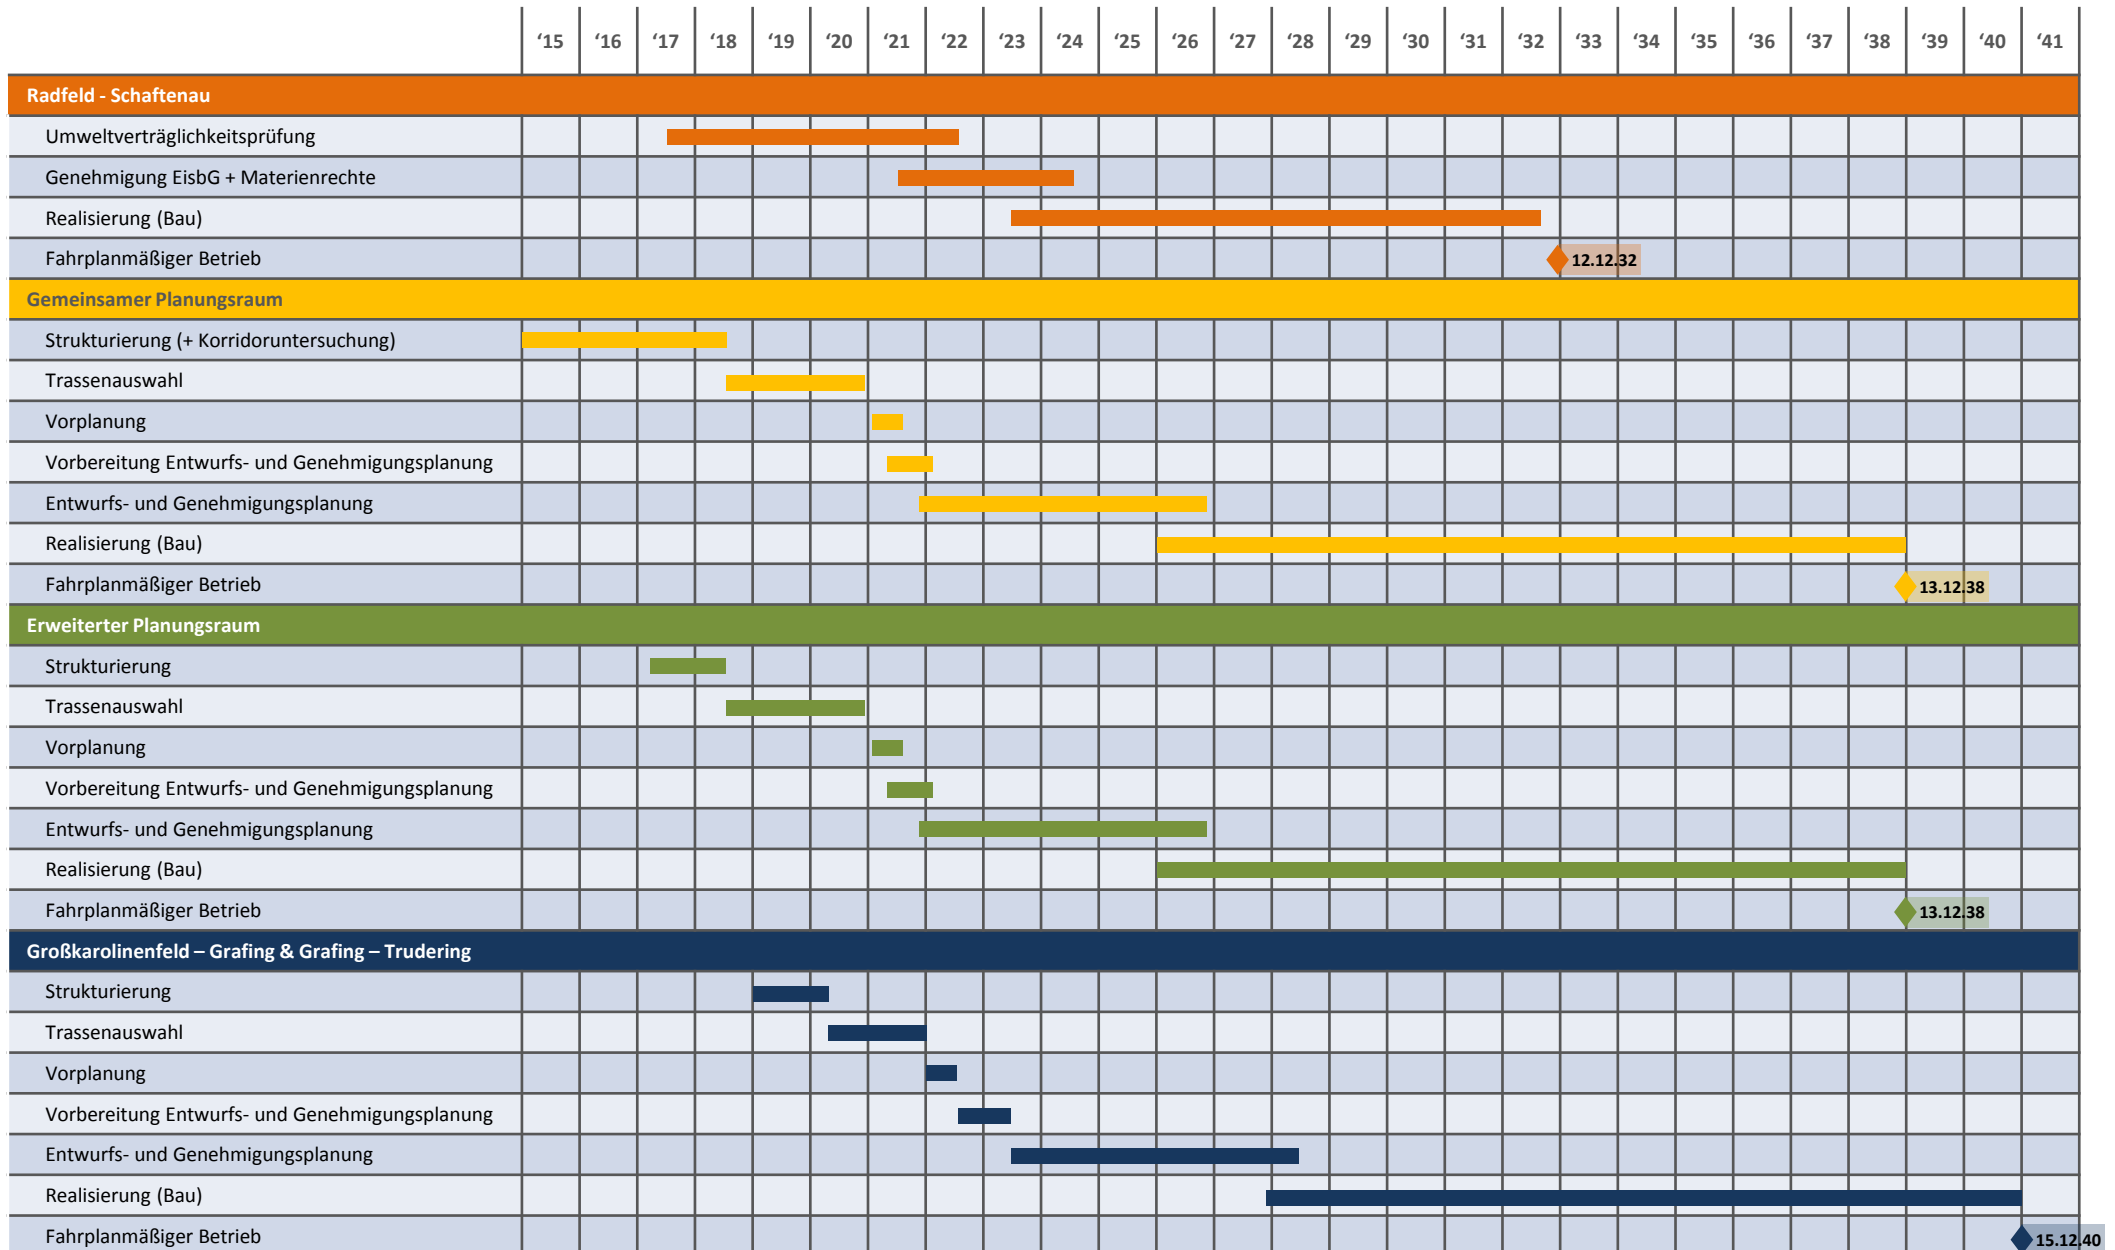 ‘15 ‘16 ‘17 ‘18 ‘19 ‘20 ‘21 ‘22 ‘23 ‘24 ‘25 ‘26 ‘27 ‘28 ‘29 ‘30 ‘31 ‘32 ‘33 ‘34 ‘35 ‘36 ‘37 ‘38 ‘39 ‘40 ‘41
Radfeld - Schaftenau
Umweltverträglichkeitsprüfung
Genehmigung EisbG + Materienrechte
Realisierung (Bau)
Fahrplanmäßiger Betrieb 12.12.32
Gemeinsamer Planungsraum
Strukturierung (+ Korridoruntersuchung)
Trassenauswahl
Vorplanung
Vorbereitung Entwurfs- und Genehmigungsplanung
Entwurfs- und Genehmigungsplanung
Realisierung (Bau)
Fahrplanmäßiger Betrieb 13.12.38
Erweiterter Planungsraum
Strukturierung
Trassenauswahl
Vorplanung
Vorbereitung Entwurfs- und Genehmigungsplanung
Entwurfs- und Genehmigungsplanung
Realisierung (Bau)
Fahrplanmäßiger Betrieb 13.12.38
Großkarolinenfeld – Grafing & Grafing – Trudering
Strukturierung
Trassenauswahl
Vorplanung
Vorbereitung Entwurfs- und Genehmigungsplanung
Entwurfs- und Genehmigungsplanung
Realisierung (Bau)
Fahrplanmäßiger Betrieb 15.12.40